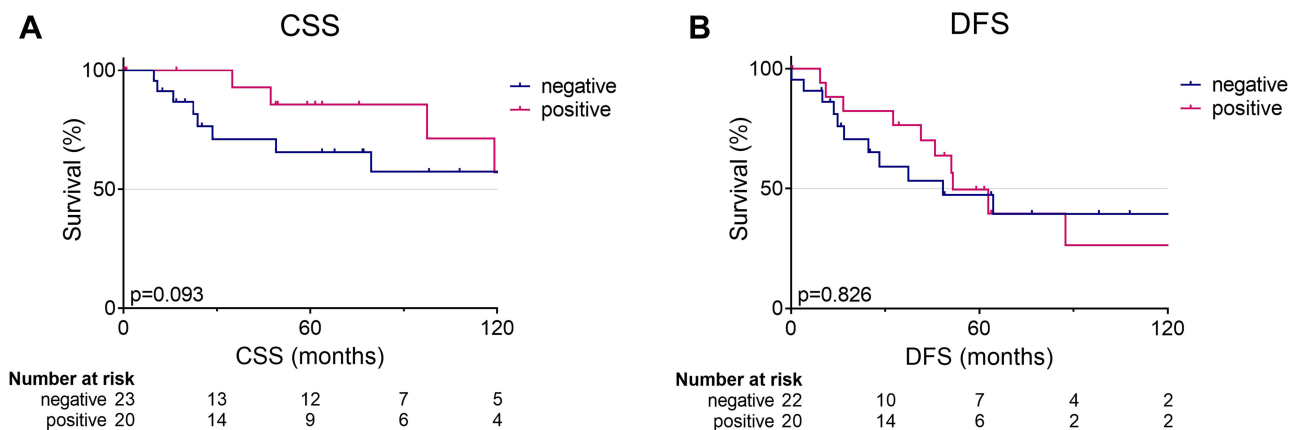 A
CSS
100
50
0
Survival (%)
negative
positive
p=0.093
0 60 120
CSS (months)
Number at risk
negative 23 13 12 7 5
positive 20 14 9 6 4
B
DFS
100
50
0
Survival (%)
negative
positive
p=0.826
0 60 120
DFS (months)
Number at risk
negative 22 10 7 4 2
positive 20 14 6 2 2